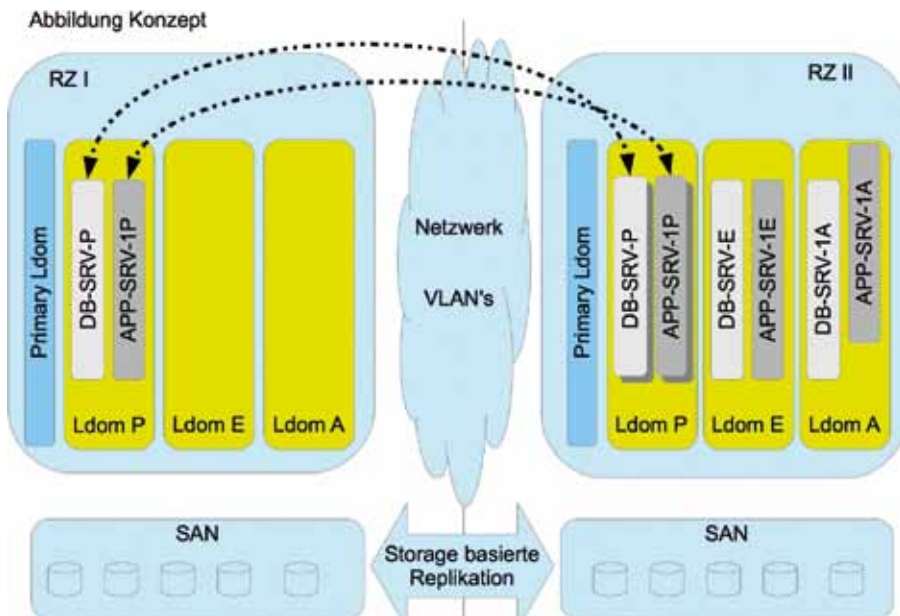 Abbildung Konzept
RZ I
Primary Ldom
DB-SRV-P
APP-SRV-1P
Ldom P
Ldom E
Ldom A
Netzwerk
VLAN's
RZ II
Primary Ldom
DB-SRV-P
APP-SRV-1P
Ldom P
DB-SRV-E
APP-SRV-1E
Ldom E
DB-SRV-1A
APP-SRV-1A
Ldom A
SAN
Storage basierte
Replikation
SAN